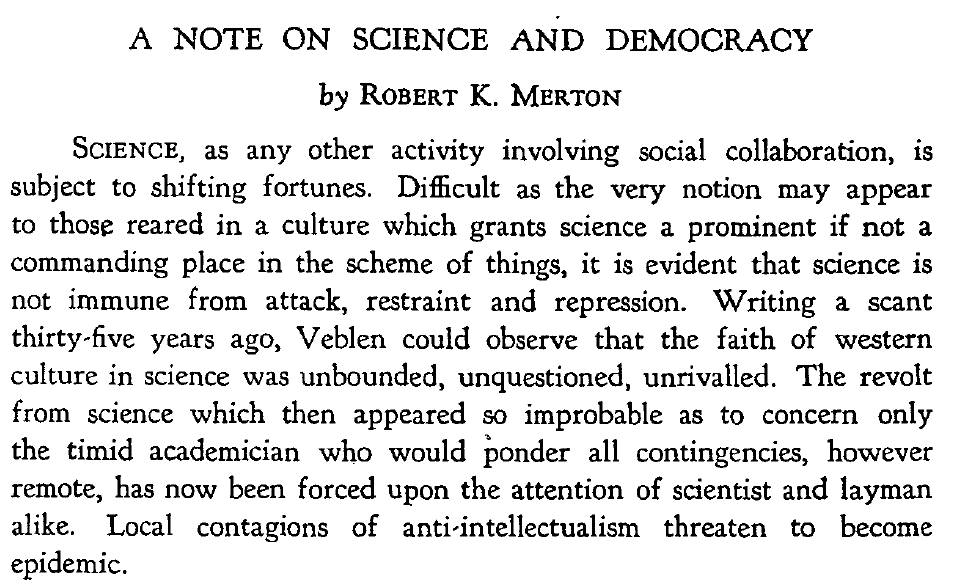 A NOTE ON SCIENCE AND DEMOCRACY
by ROBERT K. MERTON
SCIENCE, as any other activity involving social collaboration, is
subject to shifting fortunes. Difficult as the very notion may appear
to those reared in a culture which grants science a prominent if not a
commanding place in the scheme of things, it is evident that science is
not immune from attack, restraint and repression. Writing a scant
thirty-five years ago, Veblen could observe that the faith of western
culture in science was unbounded, unquestioned, unrivalled. The revolt
from science which then appeared so improbable as to concern only
the timid academician who would ponder all contingencies, however
remote, has now been forced upon the attention of scientist and layman
alike. Local contagions of anti-intellectualism threaten to become
epidemic.